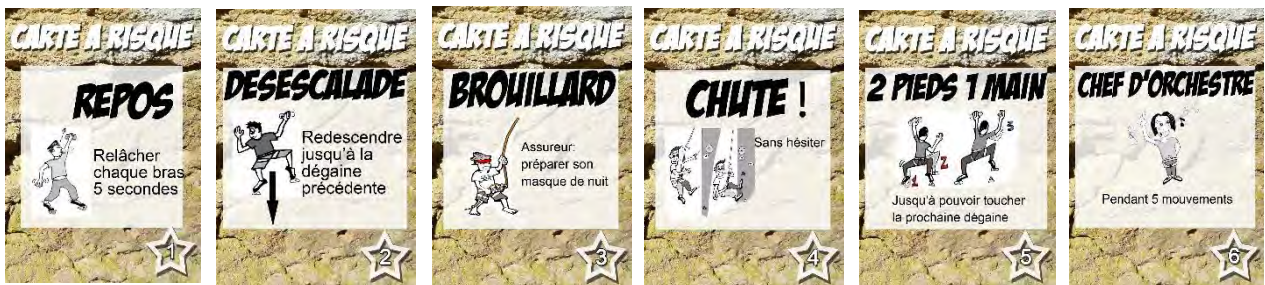 CARTE A RISQUE
REPOS
Relâcher
chaque bras
5 secondes
1
CARTE A RISQUE
DESESCALADE
Redescendre
jusqu'à la
dégaine
précédente
2
CARTE A RISQUE
BROUILLARD
Assureur:
préparer son
masque de nuit
3
CARTE A RISQUE
CHUTE !
Sans hésiter
4
CARTE A RISQUE
2 PIEDS 1 MAIN
1
2
3
Jusqu'à pouvoir toucher
la prochaine dégaine
5
CARTE A RISQUE
CHEF D'ORCHESTRE
Pendant 5 mouvements
6